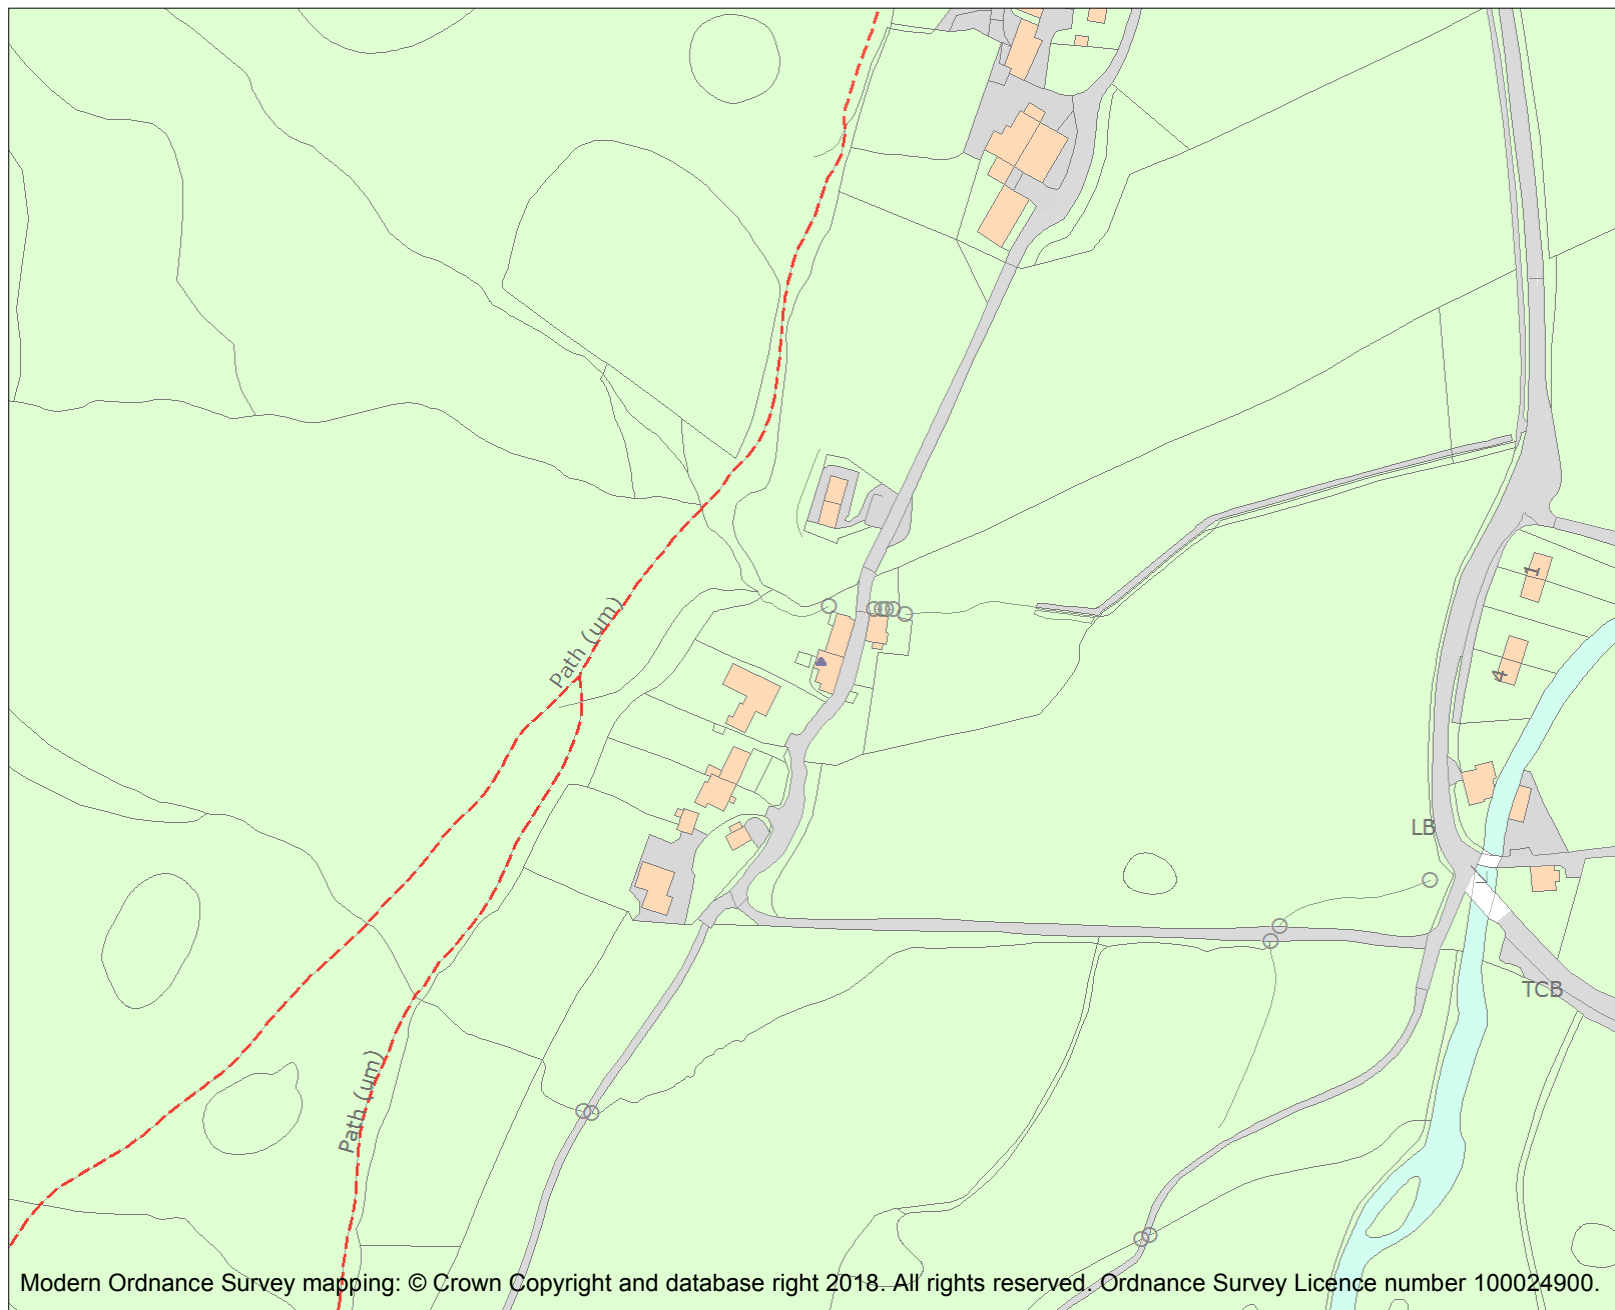 1
Path (um)
4
LB
TCB
Path (um)
Modern Ordnance Survey mapping: © Crown Copyright and database right 2018. All rights reserved. Ordnance Survey Licence number 100024900.